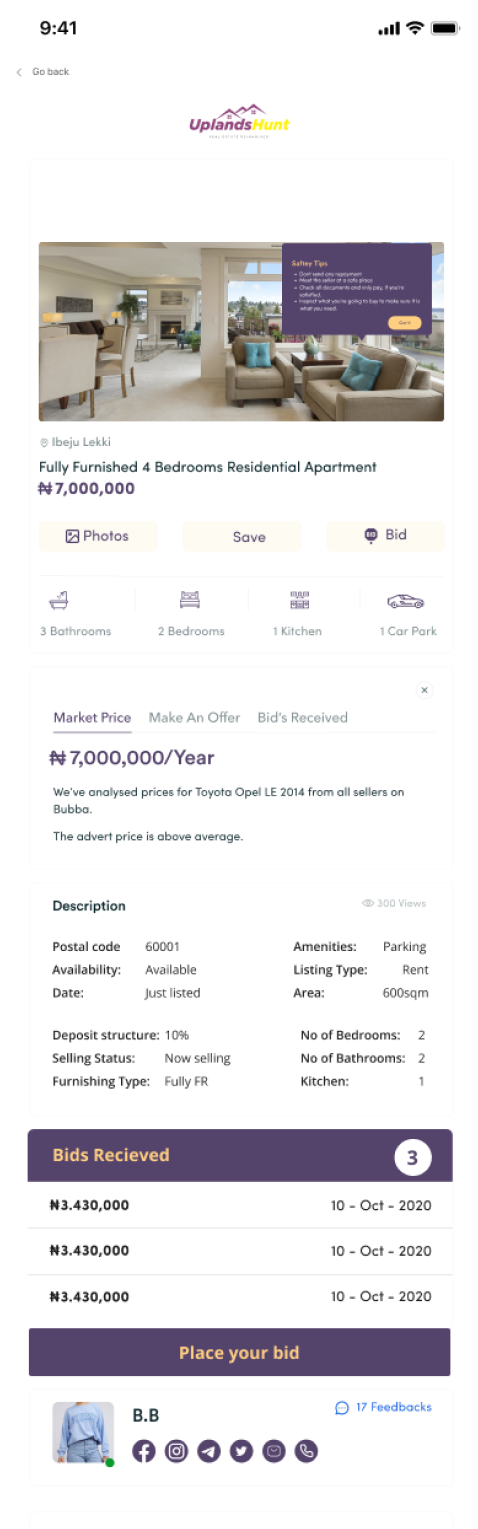 9:41
Go back
UplandsHunt
REAL ESTATE REIMAGINED
Saftey Tips
Dont send any repayment
Meet the seller at a safe place
Check all documents and only pay, if you're
satisfied.
Inspect what you're going to buy to make sure it is
what you need.
Got it
Ibeju Lekki
Fully Furnished 4 Bedrooms Residential Apartment
₦7,000,000
Photos Save Bid
3 Bathrooms 2 Bedrooms 1 Kitchen 1 Car Park
Market Price Make An Offer Bid's Received
₦7,000,000/Year
We've analysed prices for Toyota Opel LE 2014 from all sellers on
Bubba.
The advert price is above average.
Description 300 Views
Postal code 60001 Amenities: Parking
Availability: Available Listing Type: Rent
Date: Just listed Area: 600sqm
Deposit structure: 10% No of Bedrooms: 2
Selling Status: Now selling No of Bathrooms: 2
Furnishing Type: Fully FR Kitchen: 1
Bids Recieved 3
₦3.430,000 10 - Oct - 2020
₦3.430,000 10 - Oct - 2020
₦3.430,000 10 - Oct - 2020
Place your bid
B.B 17 Feedbacks